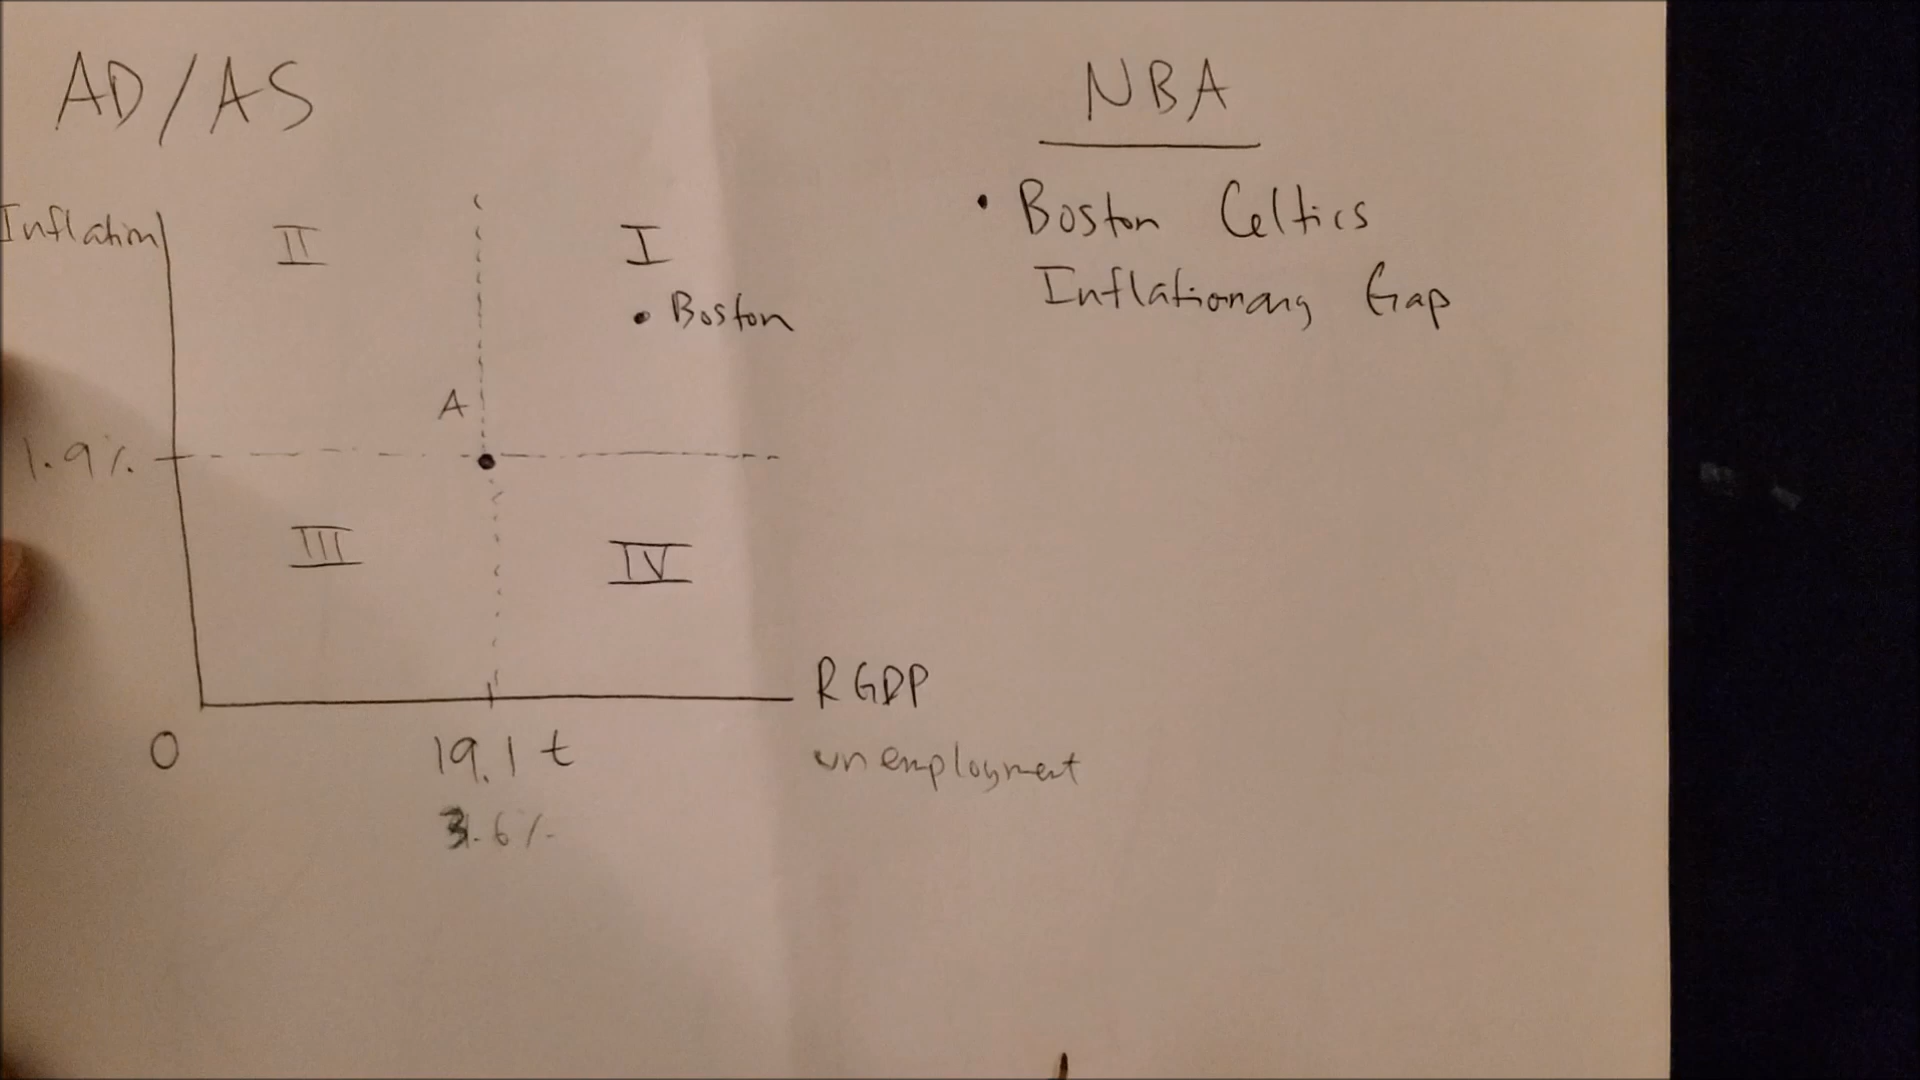 AD/AS
Inflation
II
I
• Boston
A
1.9%
III
IV
RGDP
0
19.1 t
unemployment
3.6%
NBA
• Boston Celtics
Inflationary Gap